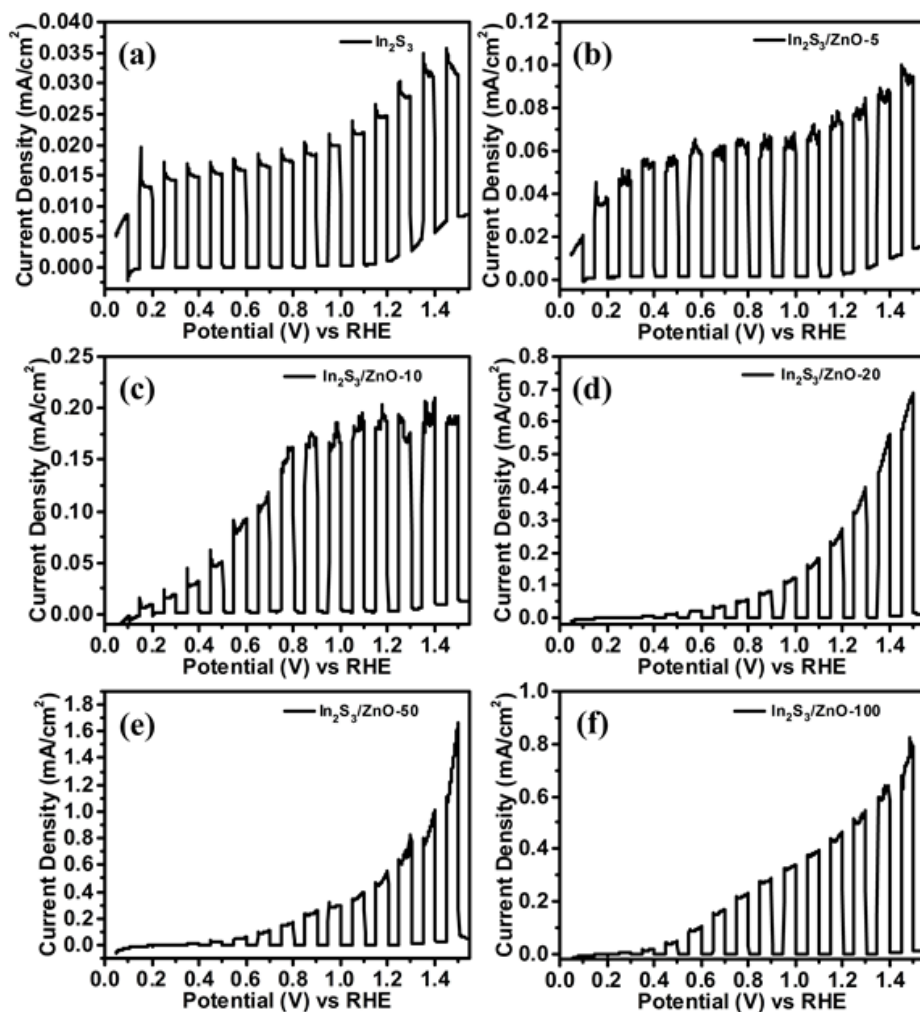 (a)
In₂S₃
0.040
0.035
0.030
0.025
0.020
0.015
0.010
0.005
0.000
Current Density (mA/cm²)
0.0 0.2 0.4 0.6 0.8 1.0 1.2 1.4
Potential (V) vs RHE
(b)
In₂S₃/ZnO-5
0.12
0.10
0.08
0.06
0.04
0.02
0.00
Current Density (mA/cm²)
0.0 0.2 0.4 0.6 0.8 1.0 1.2 1.4
Potential (V) vs RHE
(c)
In₂S₃/ZnO-10
0.25
0.20
0.15
0.10
0.05
0.00
Current Density (mA/cm²)
0.0 0.2 0.4 0.6 0.8 1.0 1.2 1.4
Potential (V) vs RHE
(d)
In₂S₃/ZnO-20
0.8
0.7
0.6
0.5
0.4
0.3
0.2
0.1
0.0
Current Density (mA/cm²)
0.0 0.2 0.4 0.6 0.8 1.0 1.2 1.4
Potential (V) vs RHE
(e)
In₂S₃/ZnO-50
1.8
1.6
1.4
1.2
1.0
0.8
0.6
0.4
0.2
0.0
Current Density (mA/cm²)
0.0 0.2 0.4 0.6 0.8 1.0 1.2 1.4
Potential (V) vs RHE
(f)
In₂S₃/ZnO-100
1.0
0.8
0.6
0.4
0.2
0.0
Current Density (mA/cm²)
0.0 0.2 0.4 0.6 0.8 1.0 1.2 1.4
Potential (V) vs RHE